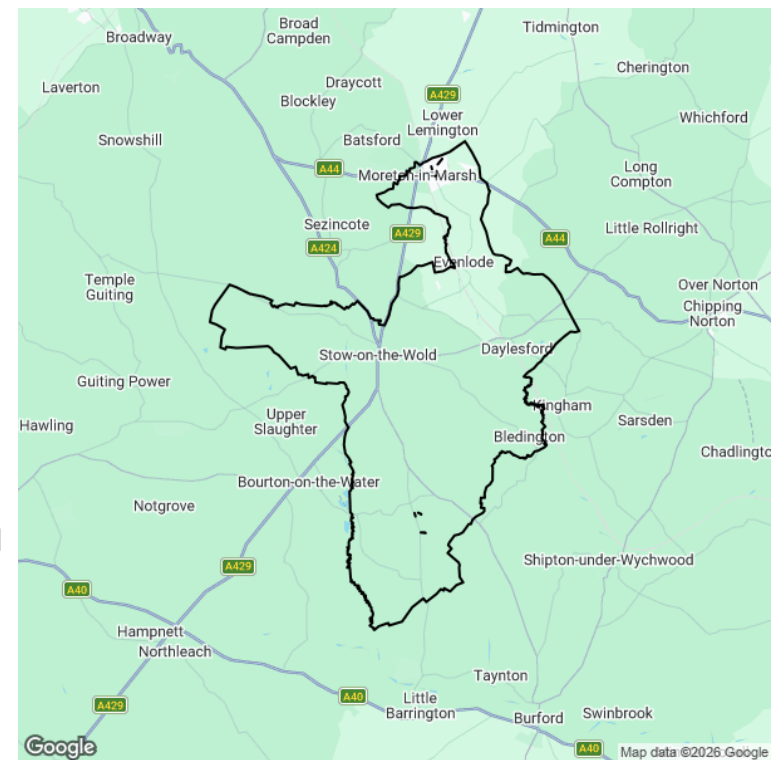 Broad
Campden
Tidmington
Broadway
Cherington
Draycott
Laverton
Blockley
A429
Whichford
Lower
Lemington
Snowshill
Batsford
A44
Moreton-in-Marsh
Long
Compton
Sezincote
Little Rollright
A429
A44
A424
Evenlode
Temple
Guiting
Over Norton
Chipping
Norton
Stow-on-the-Wold
Daylesford
Guiting Power
Kingham
Upper
Slaughter
Sarsden
Hawling
Bledington
Chadlington
Bourton-on-the-Water
Notgrove
A429
Shipton-under-Wychwood
A40
Hampnett
Northleach
Taynton
A40
Little
Barrington
A429
Burford
Swinbrook
A40
Google
Map data ©2026 Google